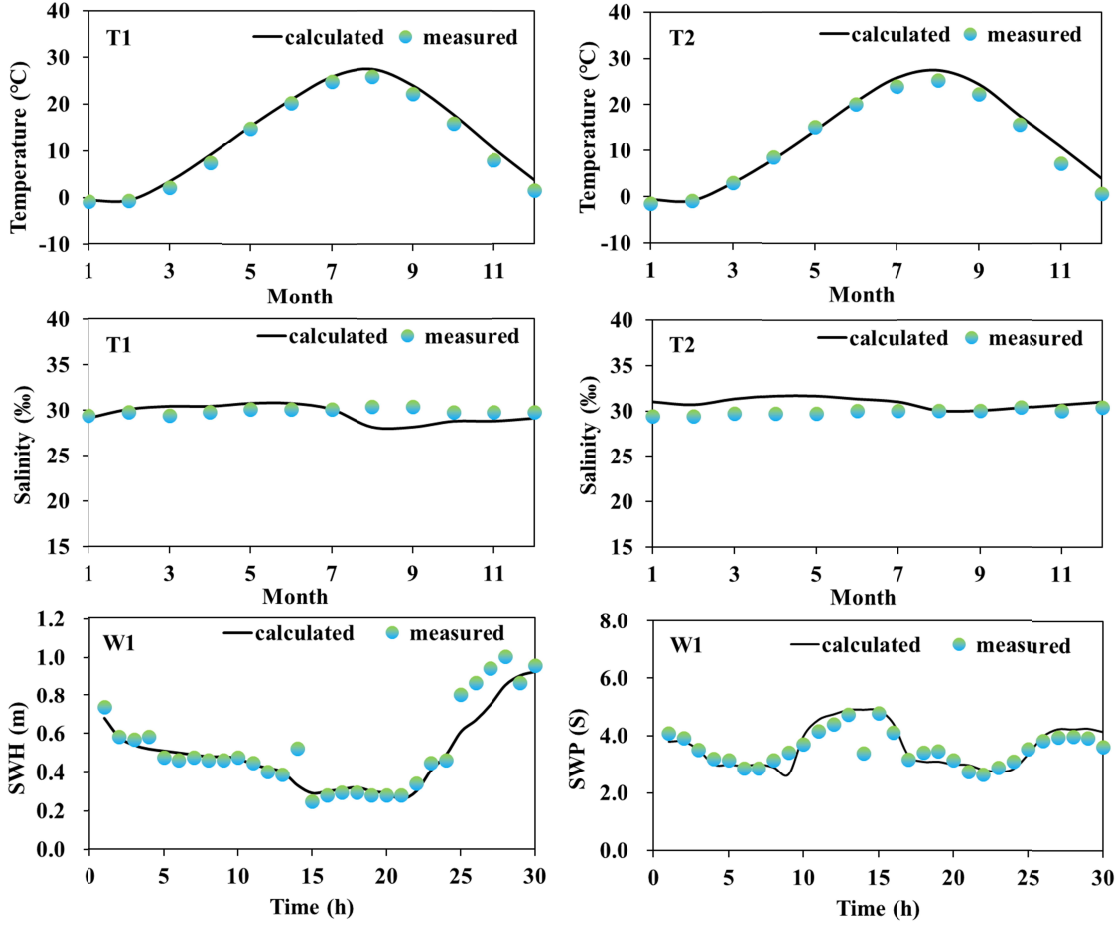 40
T1
calculated
measured
30
20
10
0
-10
Temperature (°C)
1
3
5
7
9
11
Month
40
T2
calculated
measured
30
20
10
0
-10
Temperature (°C)
1
3
5
7
9
11
Month
40
T1
calculated
measured
35
30
25
20
15
Salinity (‰)
1
3
5
7
9
11
Month
40
T2
calculated
measured
35
30
25
20
15
Salinity (‰)
1
3
5
7
9
11
Month
1.2
W1
calculated
measured
1.0
0.8
0.6
0.4
0.2
0.0
SWH (m)
0
5
10
15
20
25
30
Time (h)
8.0
W1
calculated
measured
6.0
4.0
2.0
0.0
SWP (S)
0
5
10
15
20
25
30
Time (h)